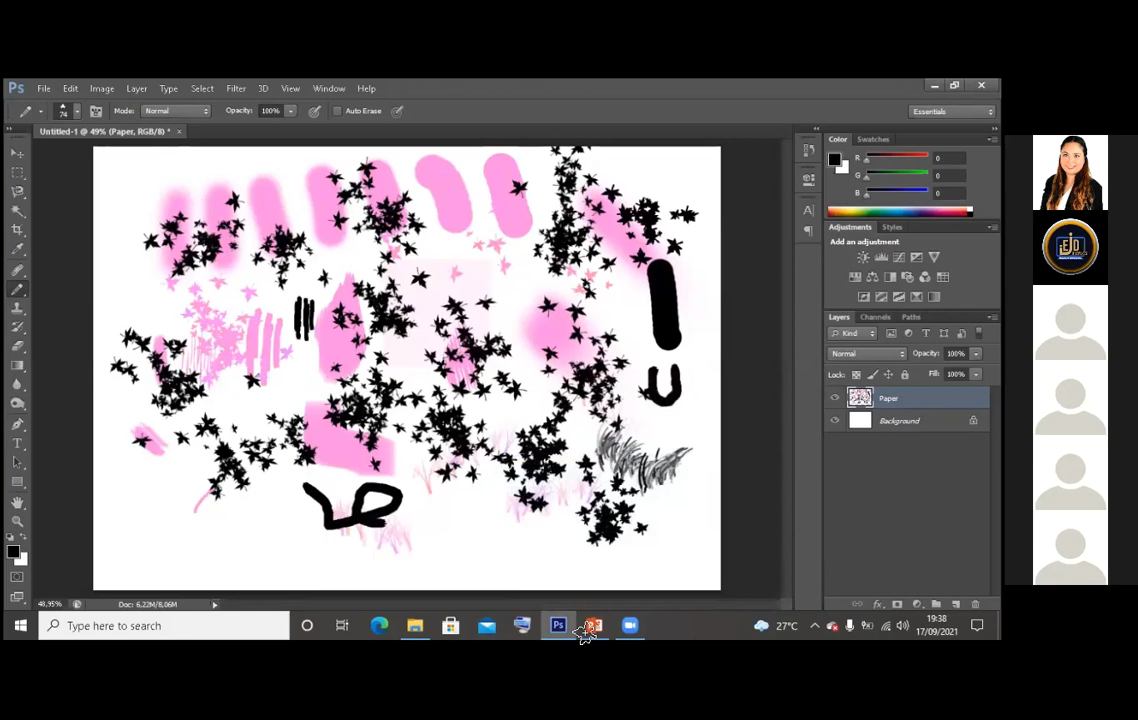 Ps File Edit Image Layer Type Select Filter 3D View Window Help
74 Mode: Normal Opacity: 100% Auto Erase Essentials
Untitled-1 @ 49% (Paper, RGB/8) * ×
Color Swatches
R 0
G 0
B 0
Adjustments Styles
Add an adjustment
Layers Channels Paths
Kind
Normal Opacity: 100%
Lock: Fill: 100%
Paper
Background
48,95% Doc: 6,22M/8,06M
Type here to search
Ps
27°C
19:38
17/09/2021